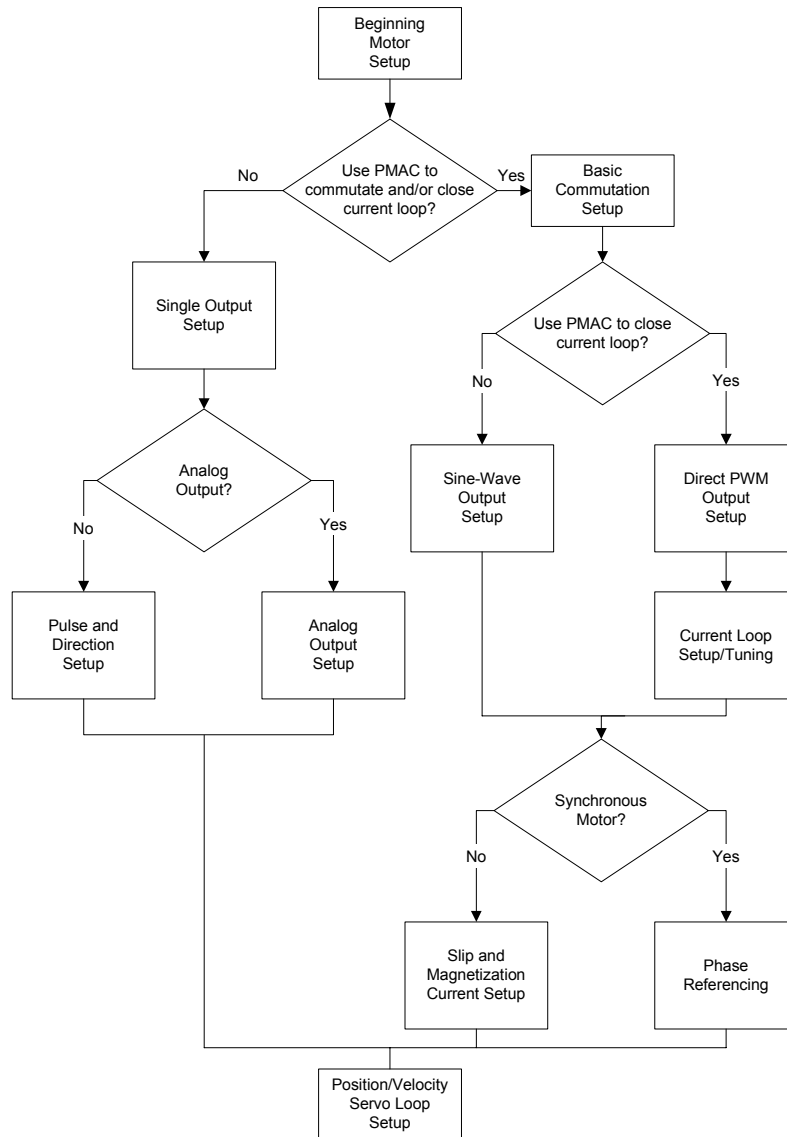 Beginning
Motor
Setup
Use PMAC to
commutate and/or close
current loop?
No
Yes
Basic
Commutation
Setup
Single Output
Setup
Use PMAC to close
current loop?
No
Yes
Analog
Output?
No
Yes
Sine-Wave
Output
Setup
Direct PWM
Output
Setup
Pulse and
Direction
Setup
Analog
Output
Setup
Current Loop
Setup/Tuning
Synchronous
Motor?
No
Yes
Slip and
Magnetization
Current Setup
Phase
Referencing
Position/Velocity
Servo Loop
Setup